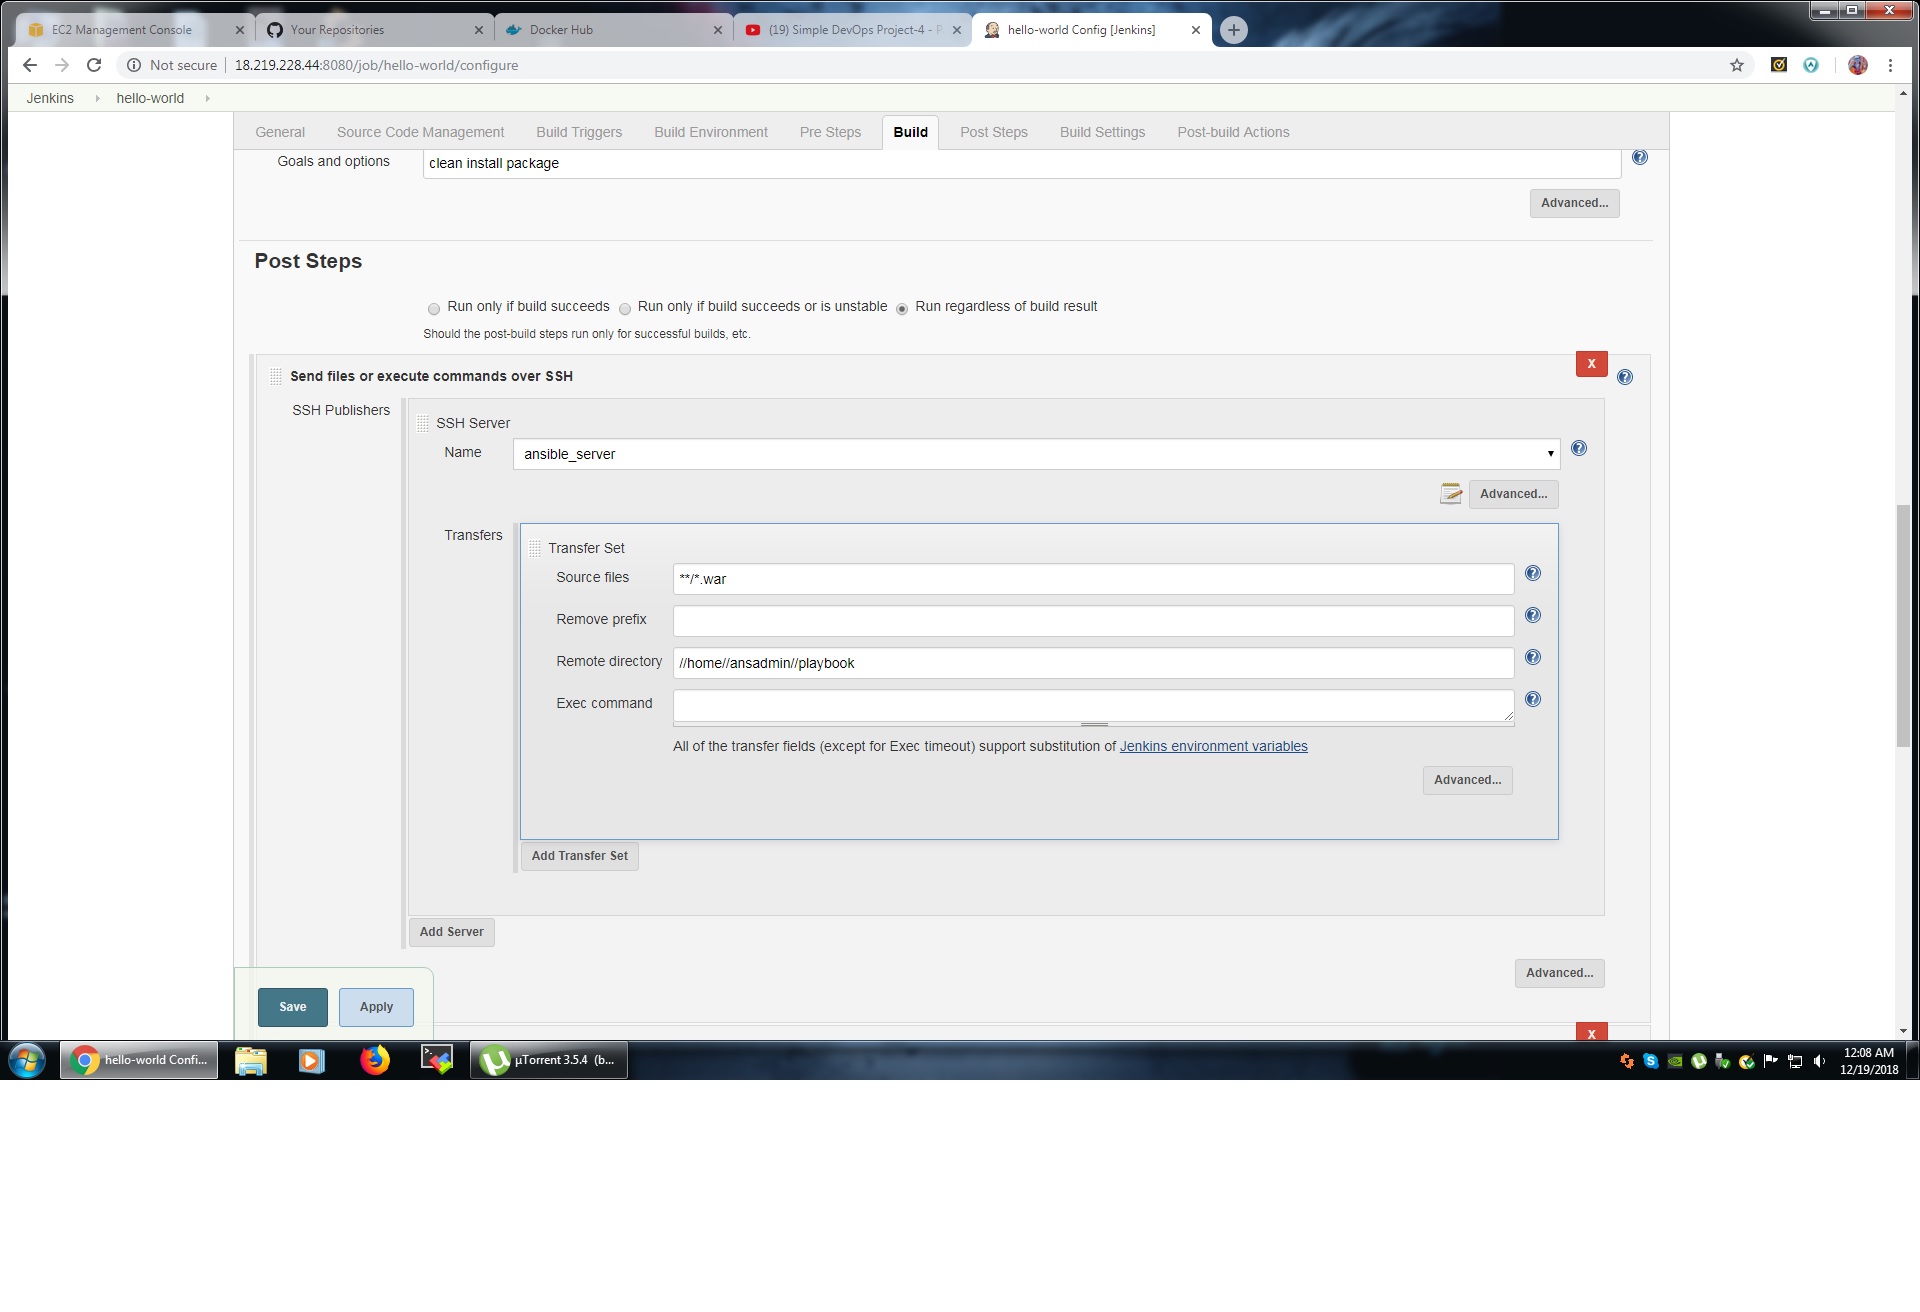 EC2 Management Console
Your Repositories
Docker Hub
(19) Simple DevOps Project-4 - P
hello-world Config [Jenkins]
Not secure | 18.219.228.44:8080/job/hello-world/configure
Jenkins hello-world
General Source Code Management Build Triggers Build Environment Pre Steps Build Post Steps Build Settings Post-build Actions
Goals and options clean install package
Advanced...
Post Steps
Run only if build succeeds Run only if build succeeds or is unstable Run regardless of build result
Should the post-build steps run only for successful builds, etc.
X
Send files or execute commands over SSH
SSH Publishers
SSH Server
Name ansible_server
Advanced...
Transfers
Transfer Set
Source files **/*.war
Remove prefix
Remote directory //home//ansadmin//playbook
Exec command
All of the transfer fields (except for Exec timeout) support substitution of Jenkins environment variables
Advanced...
Add Transfer Set
Add Server
Advanced...
Save Apply
X
hello-world Confi...
µTorrent 3.5.4 (b...
12:08 AM
12/19/2018